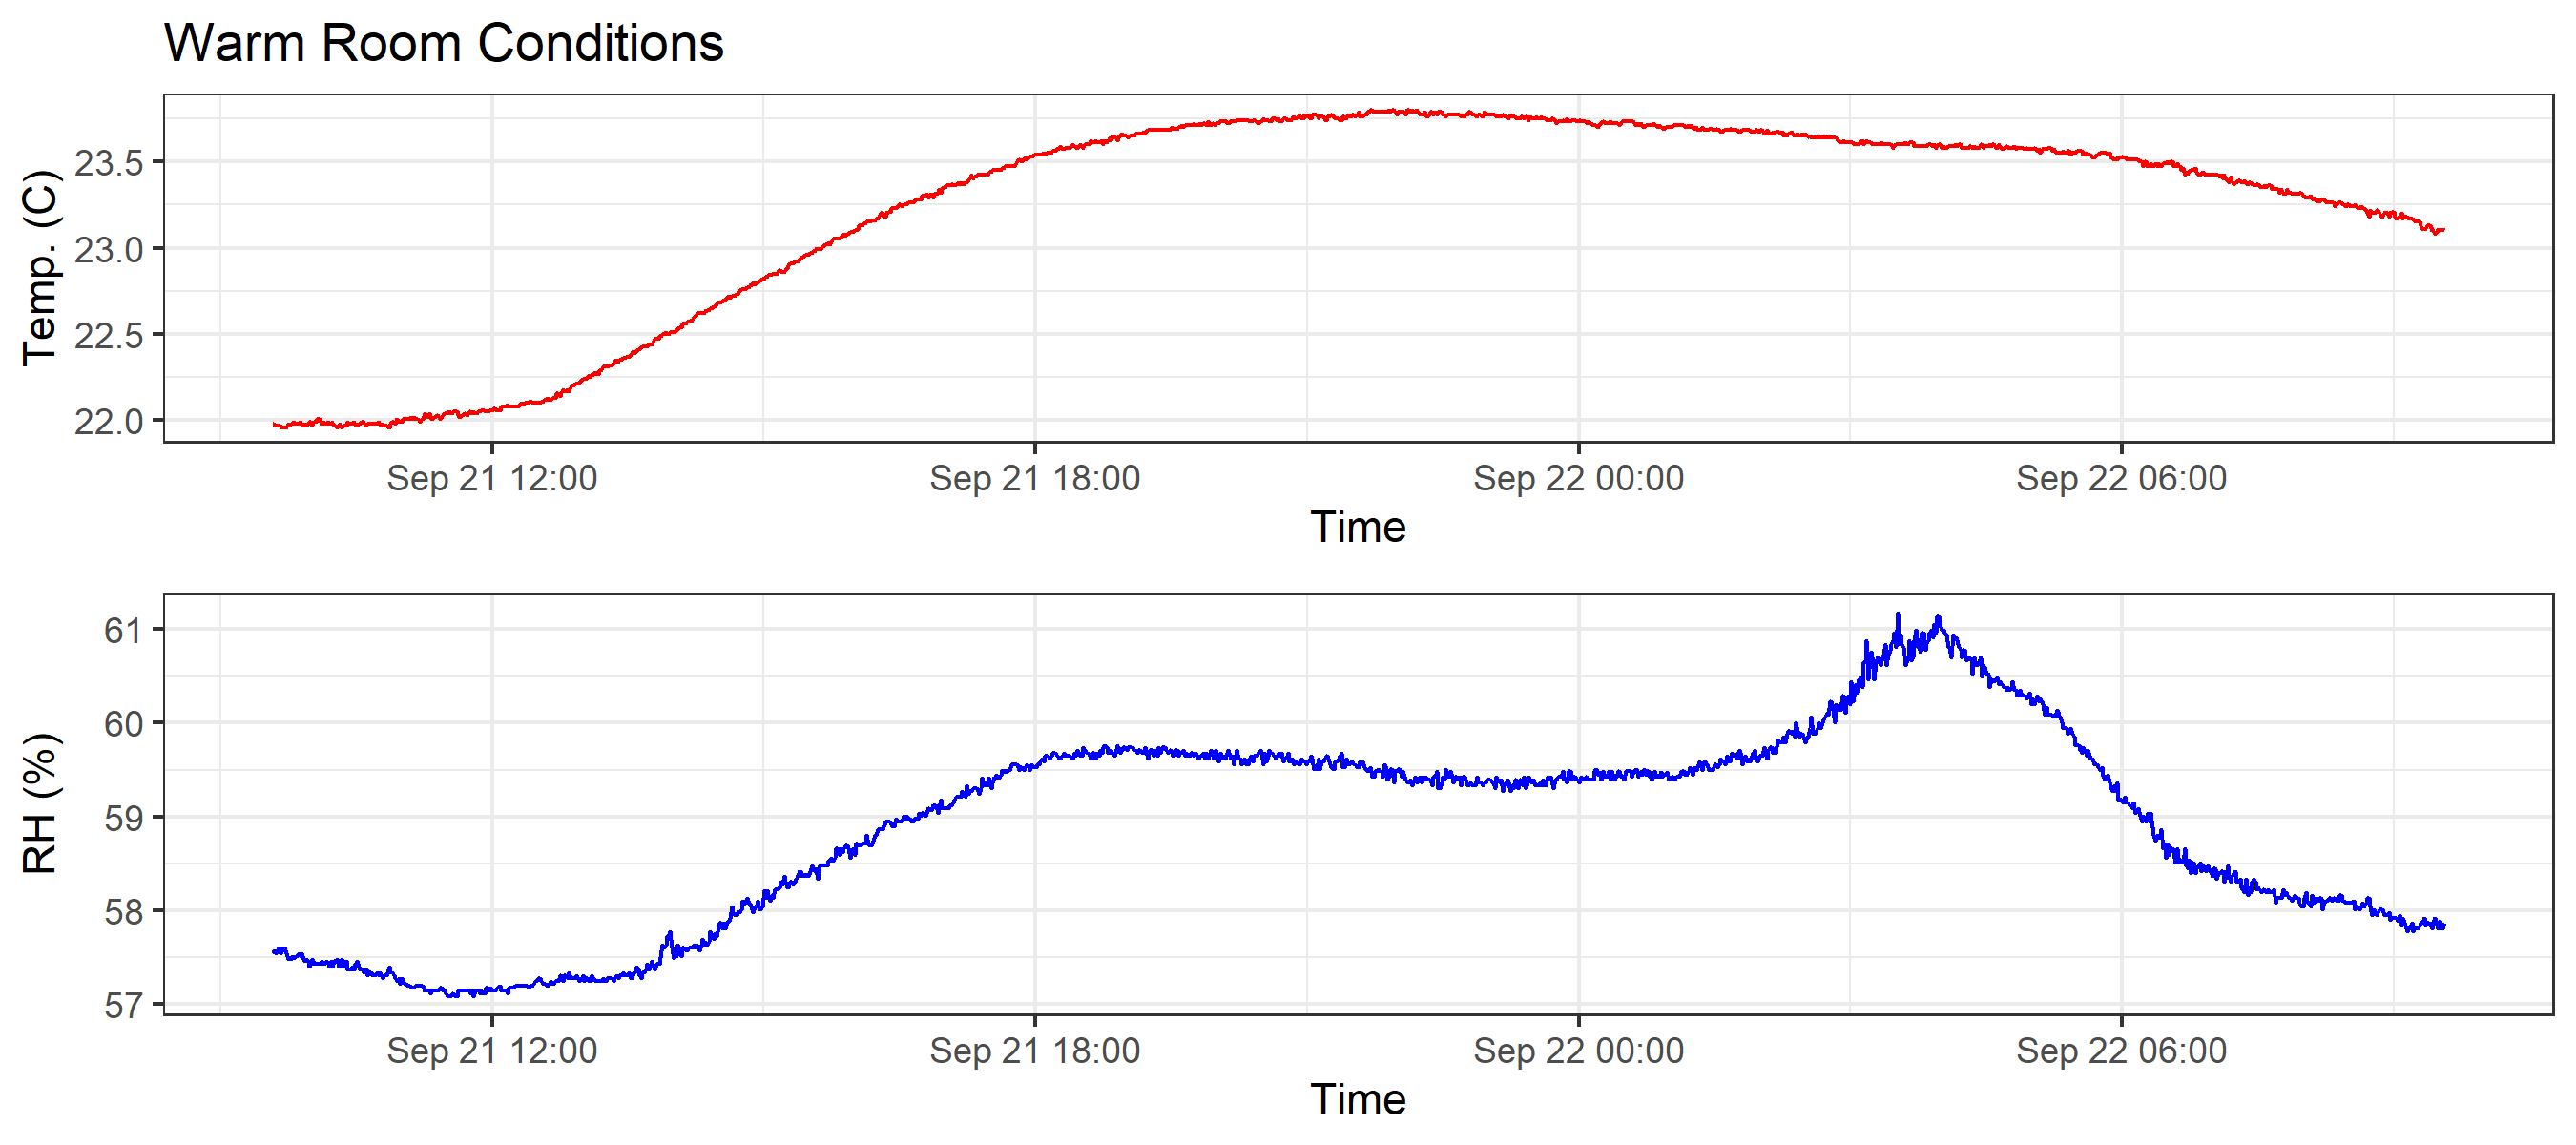 Warm Room Conditions
Temp. (C)
23.5
23.0
22.5
22.0
Sep 21 12:00 Sep 21 18:00 Sep 22 00:00 Sep 22 06:00
Time
RH (%)
61
60
59
58
57
Sep 21 12:00 Sep 21 18:00 Sep 22 00:00 Sep 22 06:00
Time